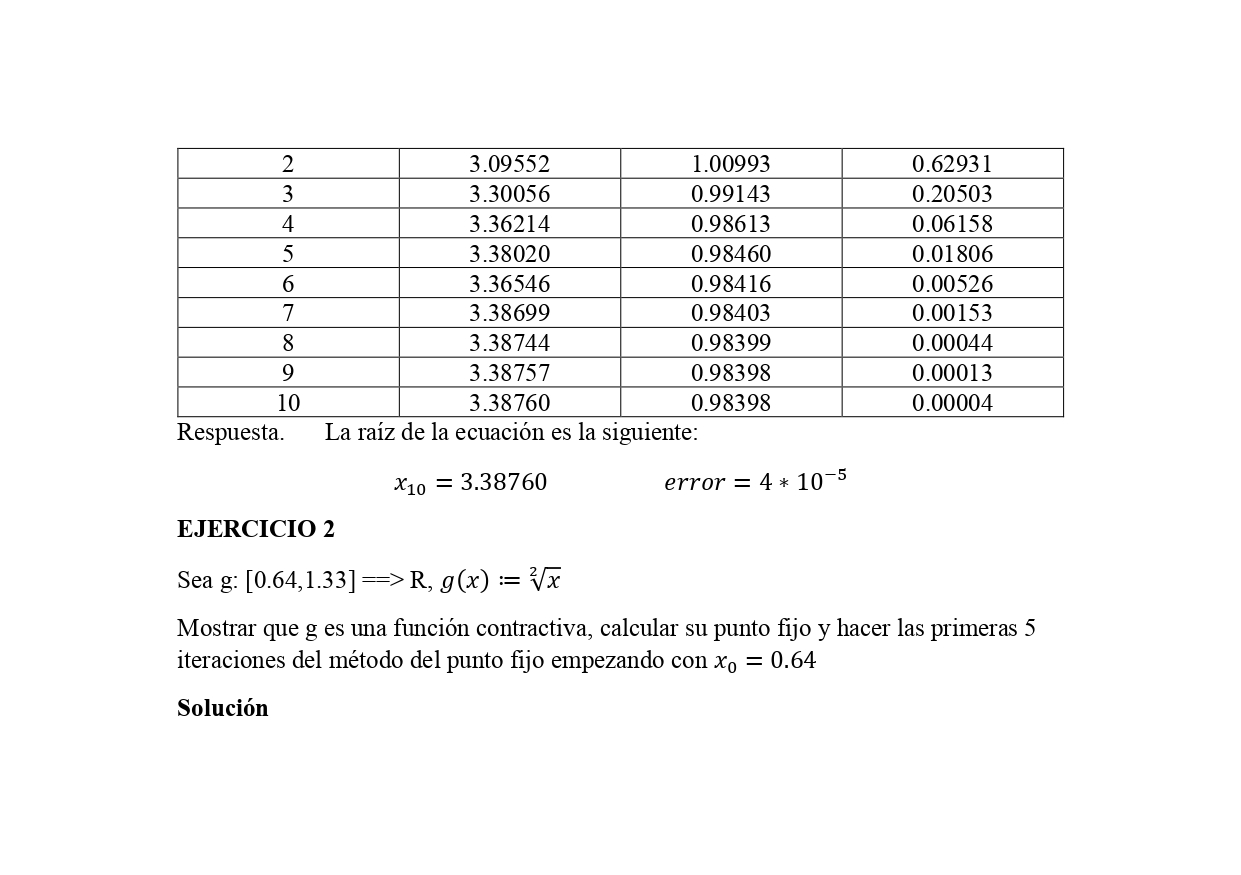 2 3.09552 1.00993 0.62931
3 3.30056 0.99143 0.20503
4 3.36214 0.98613 0.06158
5 3.38020 0.98460 0.01806
6 3.36546 0.98416 0.00526
7 3.38699 0.98403 0.00153
8 3.38744 0.98399 0.00044
9 3.38757 0.98398 0.00013
10 3.38760 0.98398 0.00004
Respuesta. La raíz de la ecuación es la siguiente:
𝑥₁₀ = 3.38760 𝑒𝑟𝑟𝑜𝑟 = 4 ∗ 10⁻⁵
EJERCICIO 2
Sea g: [0.64,1.33] ==> R, 𝑔(𝑥) ≔ ²√𝑥
Mostrar que g es una función contractiva, calcular su punto fijo y hacer las primeras 5
iteraciones del método del punto fijo empezando con 𝑥₀ = 0.64
Solución